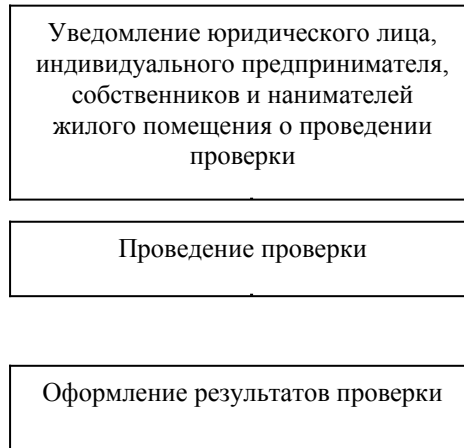 Уведомление юридического лица,
индивидуального предпринимателя,
собственников и нанимателей
жилого помещения о проведении
проверки
Проведение проверки
Оформление результатов проверки